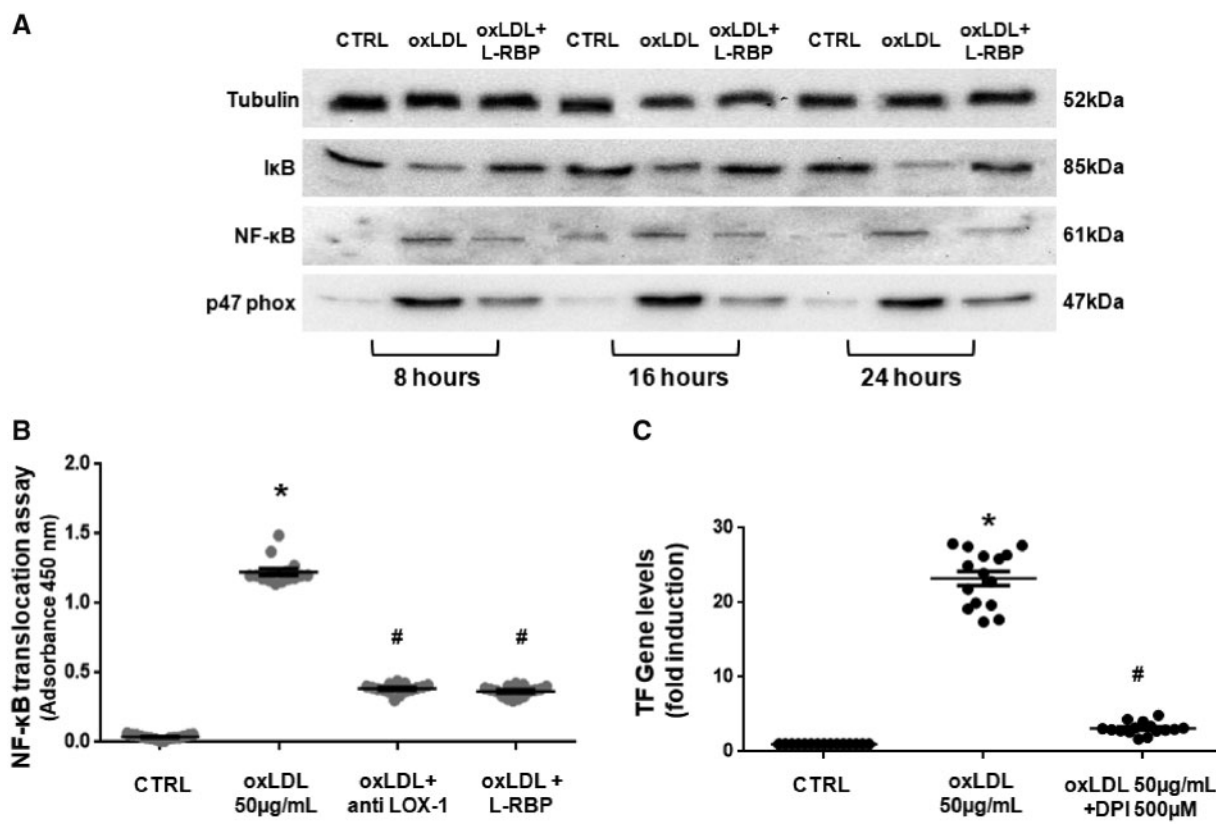 A
CTRL oxLDL oxLDL+ L-RBP CTRL oxLDL oxLDL+ L-RBP CTRL oxLDL oxLDL+ L-RBP
Tubulin 52kDa
IκB 85kDa
NF-κB 61kDa
p47 phox 47kDa
8 hours 16 hours 24 hours
B
NF-κB translocation assay
(Adsorbance 450 nm)
2.0
1.5
1.0
0.5
0.0
*
# #
CTRL oxLDL 50µg/mL oxLDL+ anti LOX-1 oxLDL + L-RBP
C
TF Gene levels
(fold induction)
30
20
10
0
*
#
CTRL oxLDL 50µg/mL oxLDL 50µg/mL +DPI 500µM